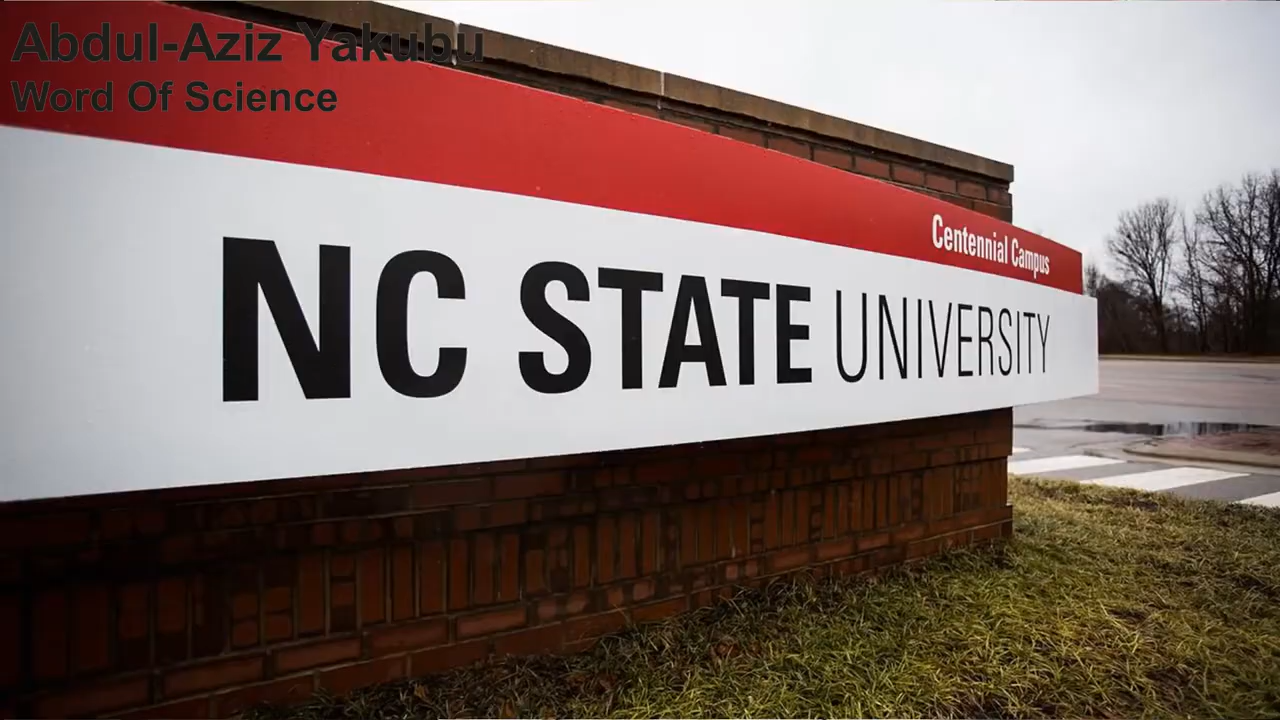 Abdul-Aziz Yakubu
Word Of Science
Centennial Campus
NC STATE UNIVERSITY